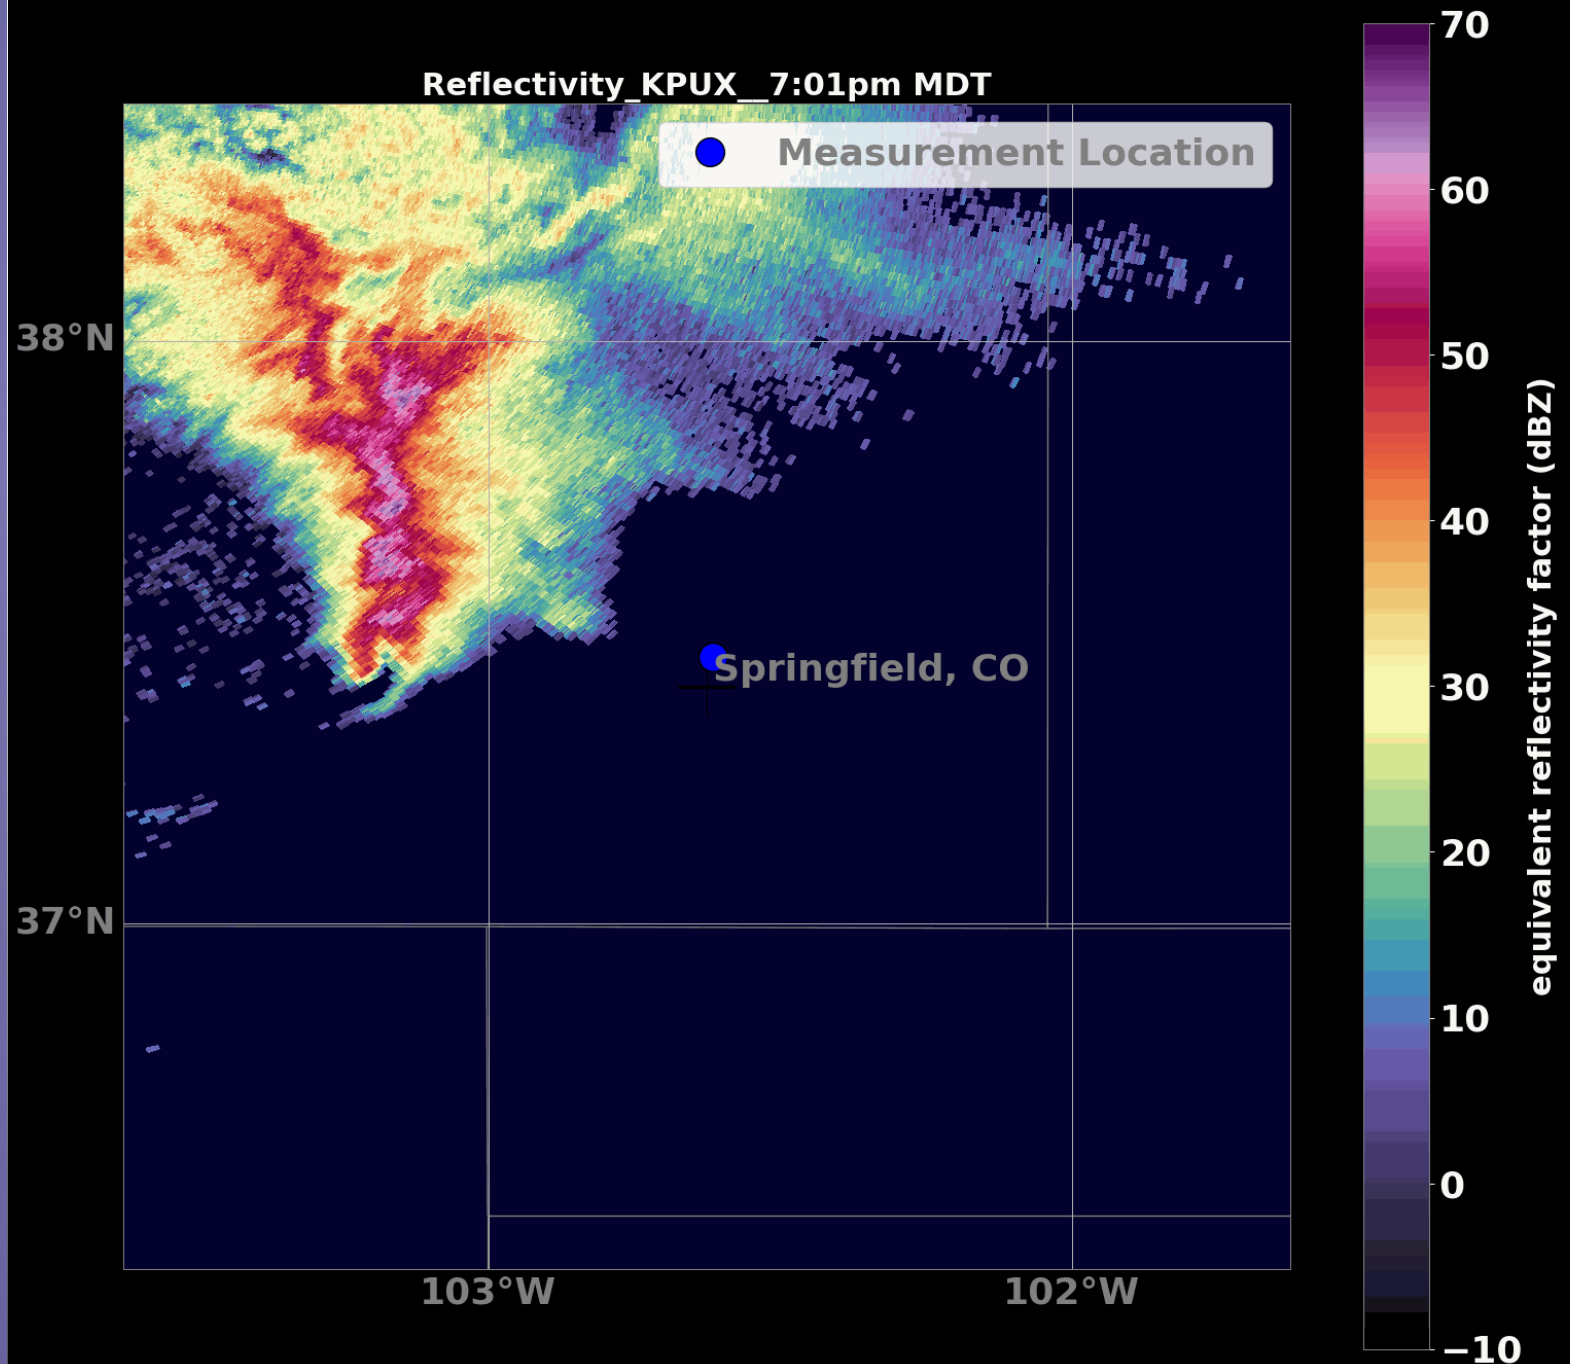 Reflectivity_KPUX__7:01pm MDT
Measurement Location
38°N
Springfield, CO
37°N
103°W
102°W
70
60
50
40
30
20
10
0
−10
equivalent reflectivity factor (dBZ)